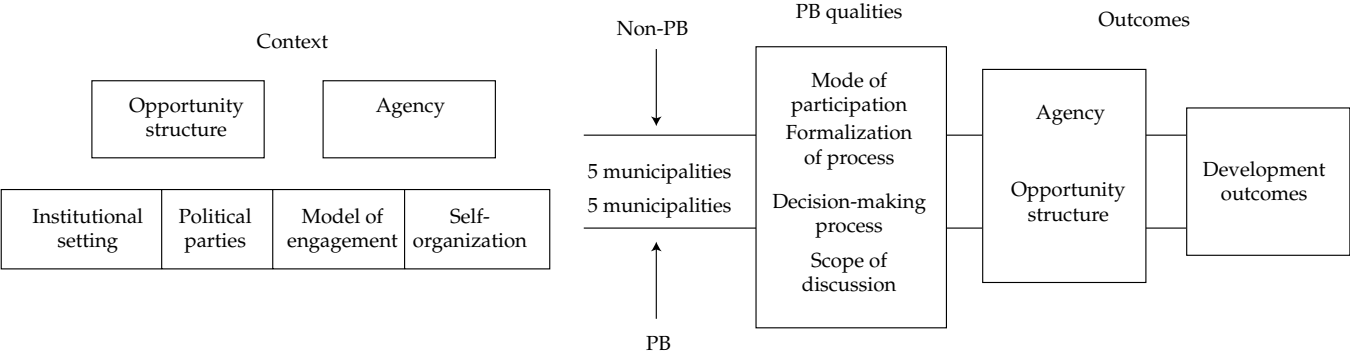 Context
Opportunity
structure
Agency
Institutional
setting
Political
parties
Model of
engagement
Self-
organization
Non-PB
5 municipalities
5 municipalities
PB
PB qualities
Mode of
participation
Formalization
of process
Decision-making
process
Scope of
discussion
Outcomes
Agency
Opportunity
structure
Development
outcomes